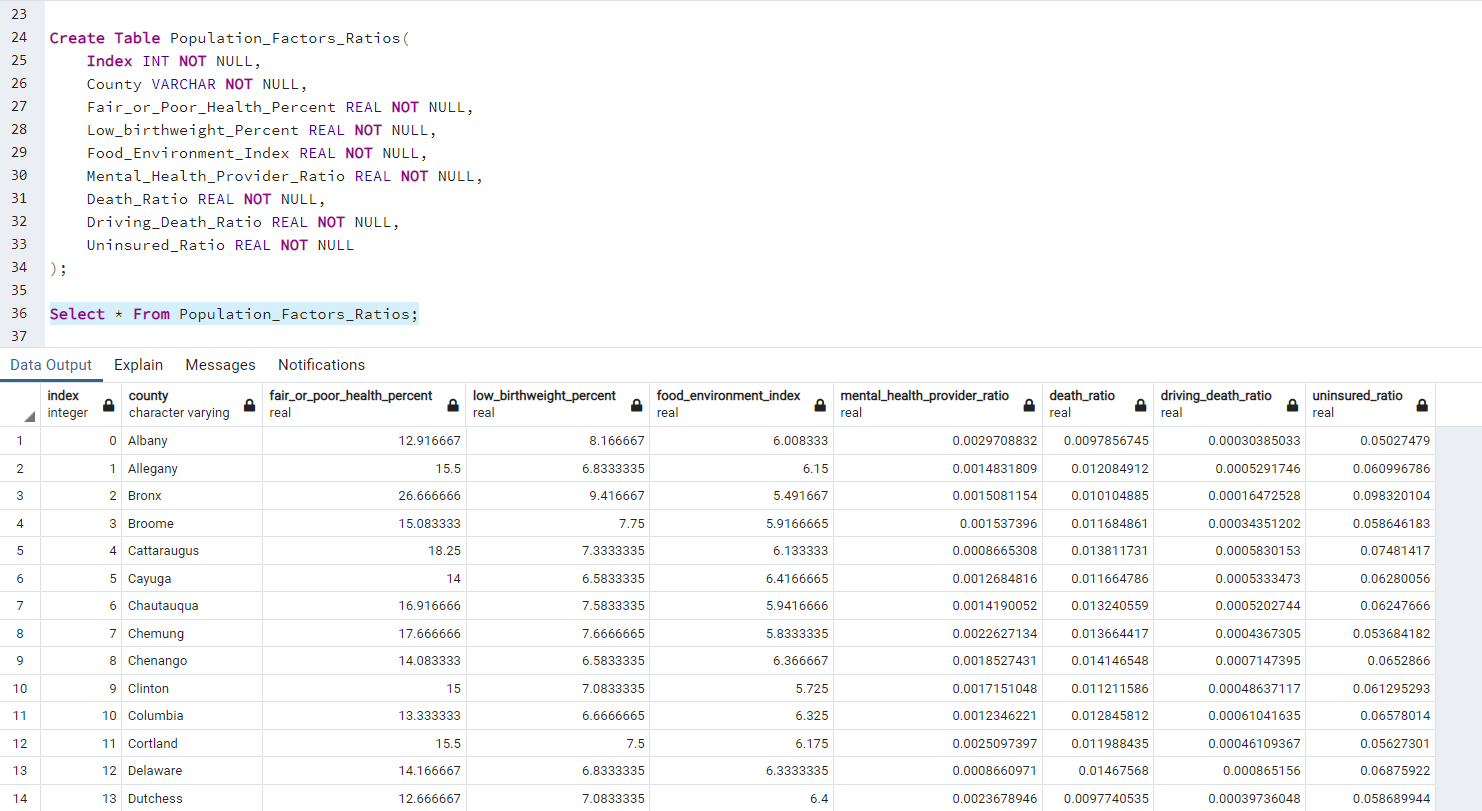 23
24 Create Table Population_Factors_Ratios(
25 Index INT NOT NULL,
26 County VARCHAR NOT NULL,
27 Fair_or_Poor_Health_Percent REAL NOT NULL,
28 Low_birthweight_Percent REAL NOT NULL,
29 Food_Environment_Index REAL NOT NULL,
30 Mental_Health_Provider_Ratio REAL NOT NULL,
31 Death_Ratio REAL NOT NULL,
32 Driving_Death_Ratio REAL NOT NULL,
33 Uninsured_Ratio REAL NOT NULL
34 );
35
36 Select * From Population_Factors_Ratios;
37
Data Output Explain Messages Notifications
index county fair_or_poor_health_percent low_birthweight_percent food_environment_index mental_health_provider_ratio death_ratio driving_death_ratio uninsured_ratio
integer character varying real real real real real real real
1 0 Albany 12.916667 8.166667 6.008333 0.0029708832 0.0097856745 0.00030385033 0.05027479
2 1 Allegany 15.5 6.8333335 6.15 0.0014831809 0.012084912 0.0005291746 0.060996786
3 2 Bronx 26.666666 9.416667 5.491667 0.0015081154 0.010104885 0.00016472528 0.098320104
4 3 Broome 15.083333 7.75 5.9166665 0.001537396 0.011684861 0.00034351202 0.058646183
5 4 Cattaraugus 18.25 7.3333335 6.133333 0.0008665308 0.013811731 0.0005830153 0.07481417
6 5 Cayuga 14 6.5833335 6.4166665 0.0012684816 0.011664786 0.0005333473 0.06280056
7 6 Chautauqua 16.916666 7.5833335 5.9416666 0.0014190052 0.013240559 0.0005202744 0.06247666
8 7 Chemung 17.666666 7.6666665 5.8333335 0.0022627134 0.013664417 0.0004367305 0.053684182
9 8 Chenango 14.083333 6.5833335 6.366667 0.0018527431 0.014146548 0.0007147395 0.0652866
10 9 Clinton 15 7.0833335 5.725 0.0017151048 0.011211586 0.00048637117 0.061295293
11 10 Columbia 13.333333 6.6666665 6.325 0.0012346221 0.012845812 0.00061041635 0.06578014
12 11 Cortland 15.5 7.5 6.175 0.0025097397 0.011988435 0.00046109367 0.05627301
13 12 Delaware 14.166667 6.8333335 6.3333335 0.0008660971 0.01467568 0.000865156 0.06875922
14 13 Dutchess 12.666667 7.0833335 6.4 0.0023678946 0.0097740535 0.00039736048 0.058689944